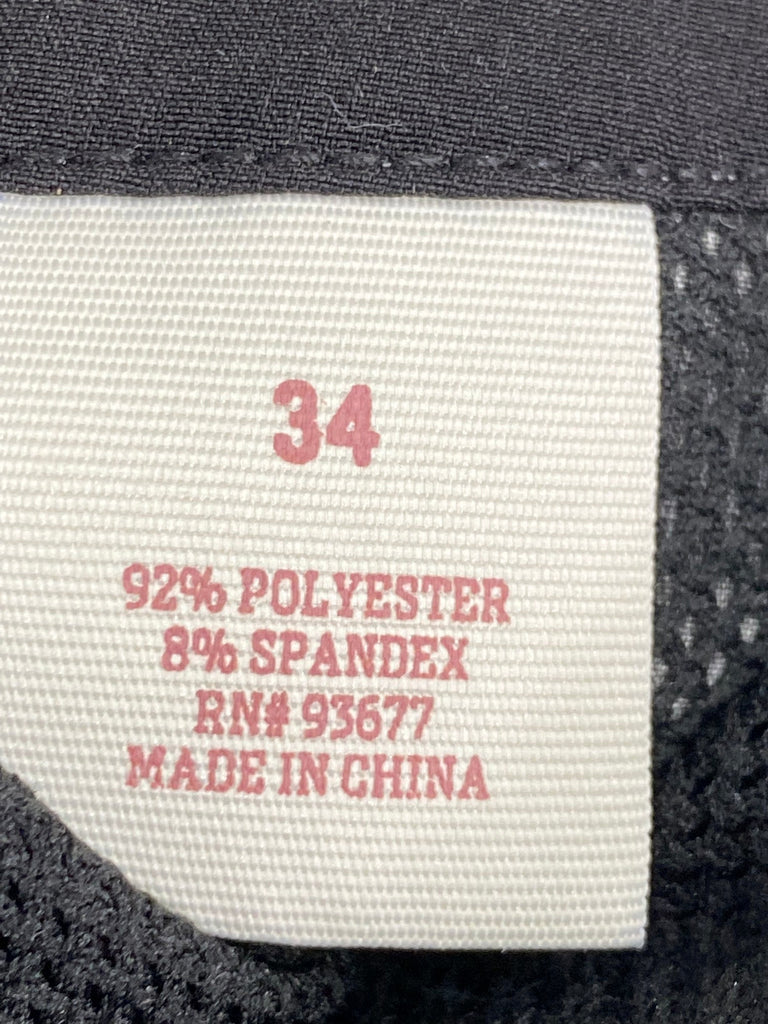 34
92% POLYESTER
8% SPANDEX
RN# 93677
MADE IN CHINA